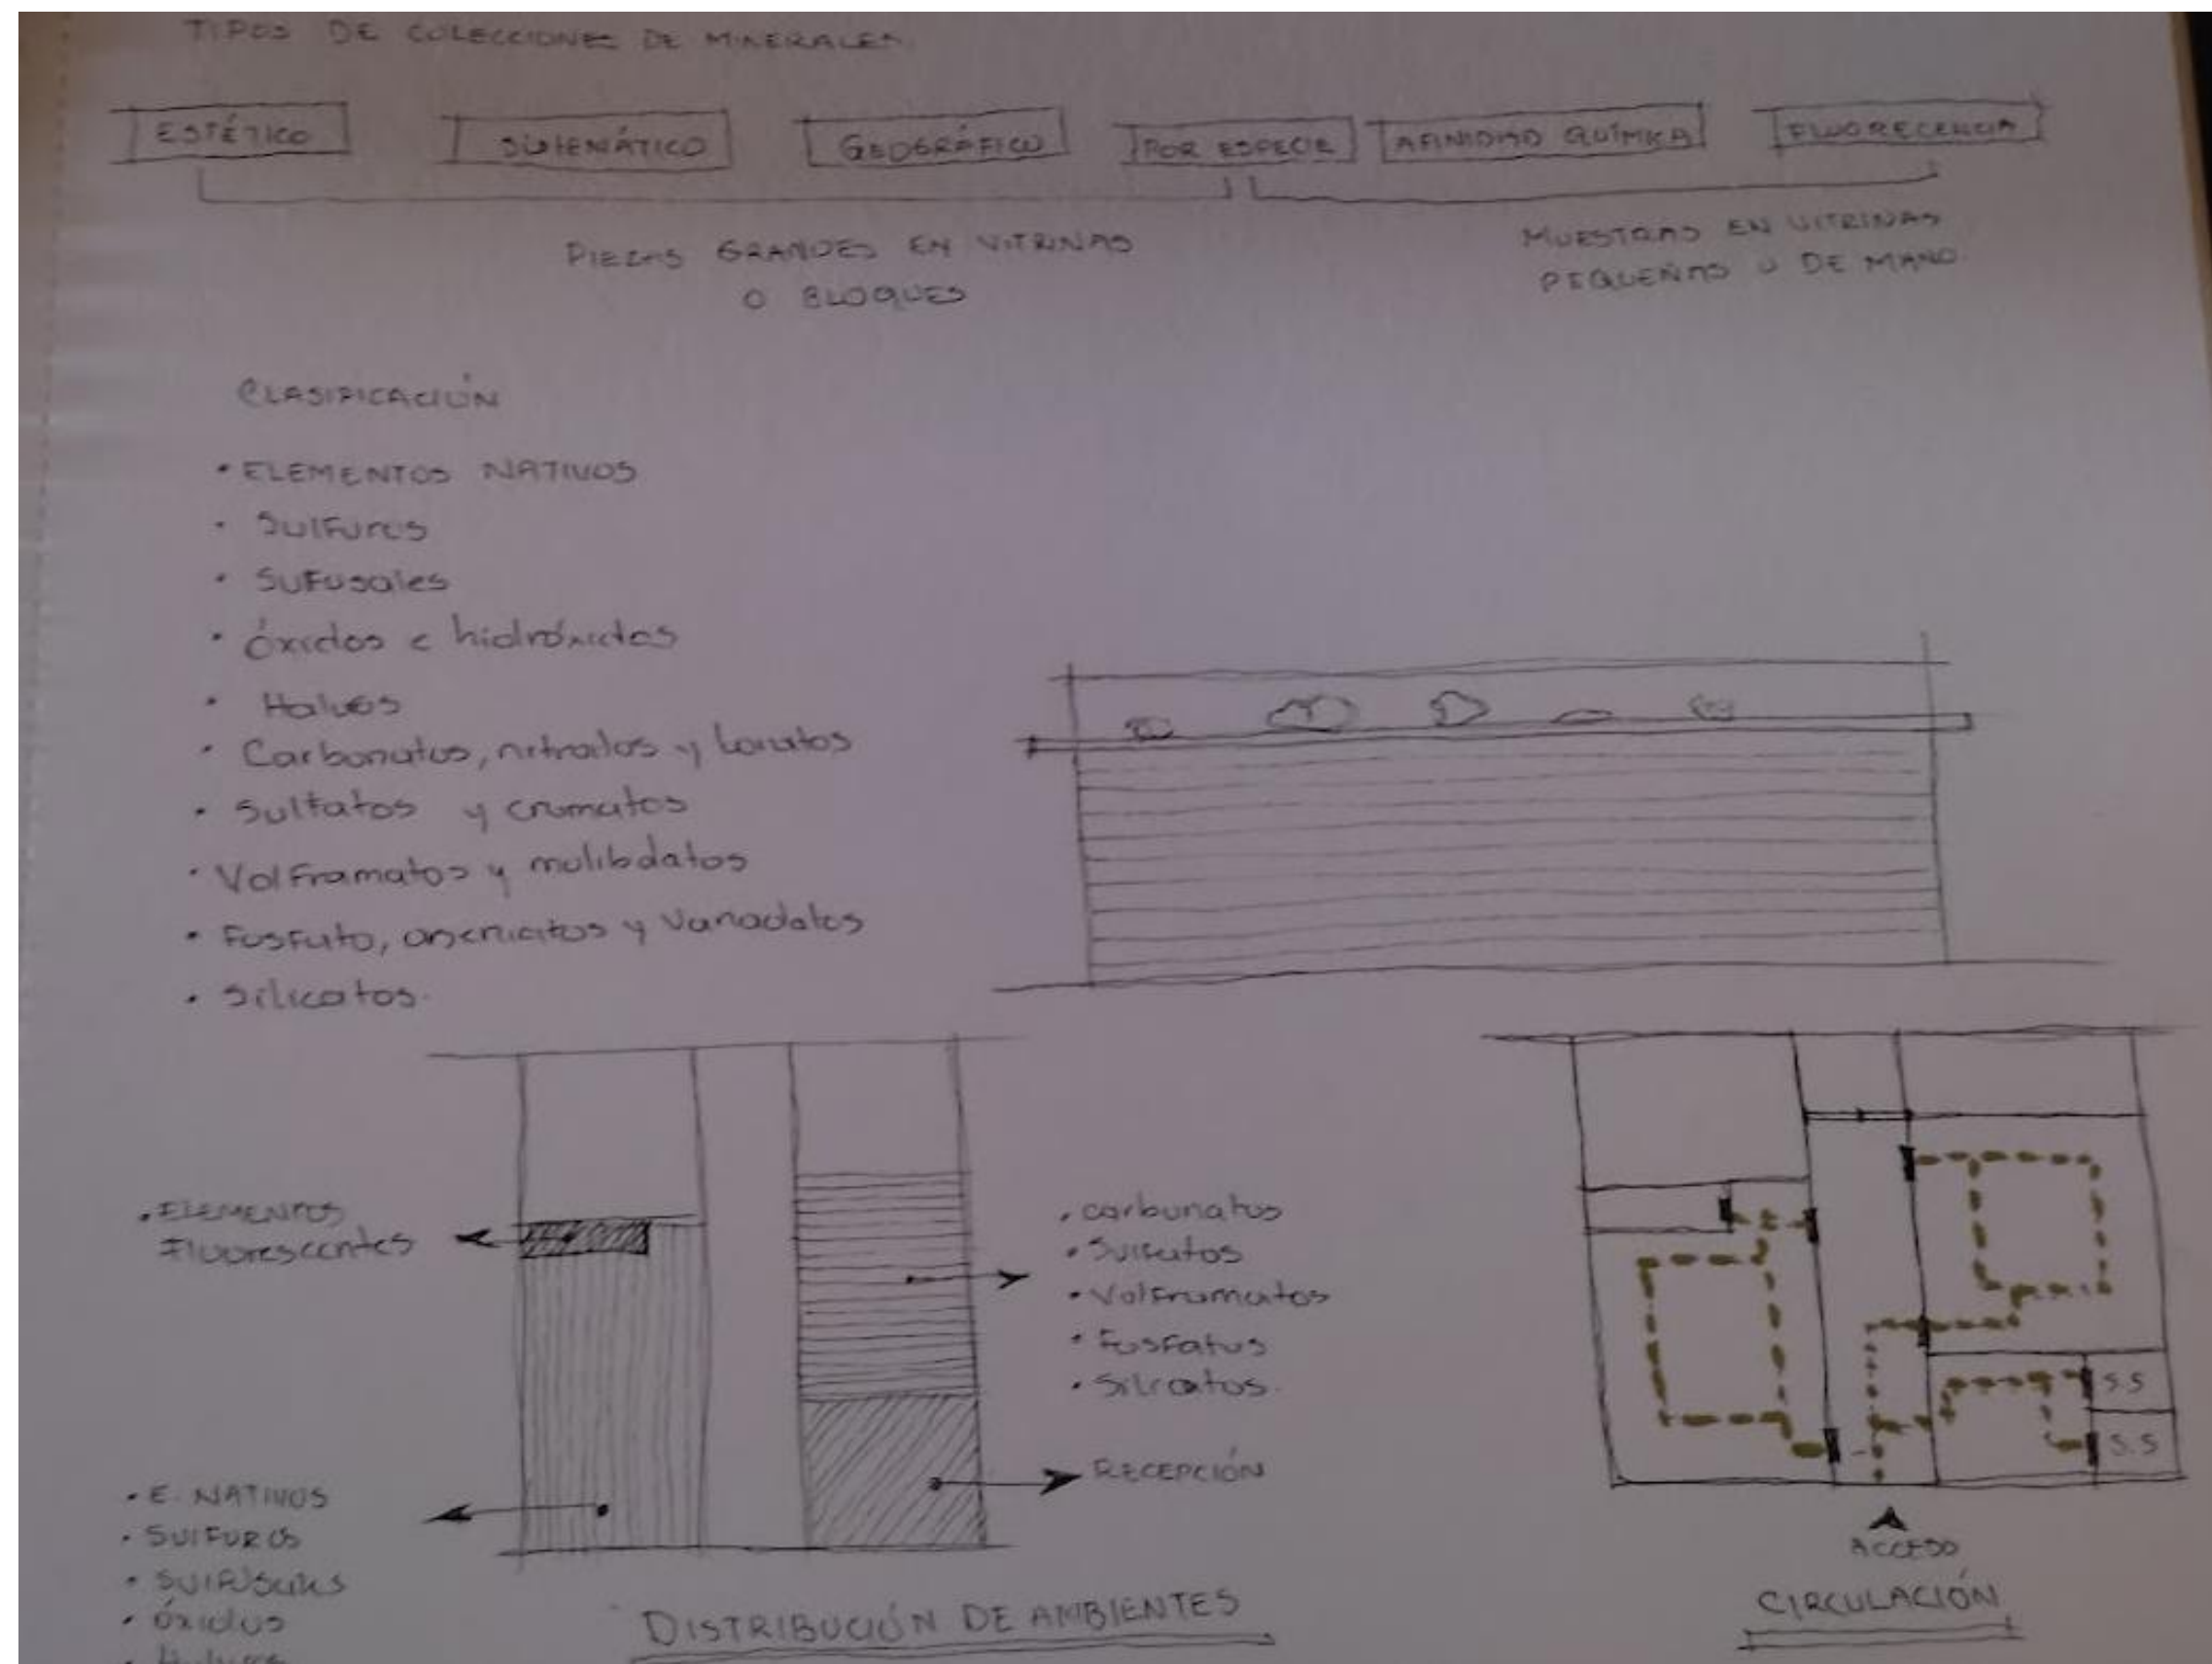 TIPOS DE COLECCIONES DE MINERALES.
ESTÉTICO
SISTEMÁTICO
GEOGRÁFICO
POR ESPECIE
AFINIDAD QUÍMICA
FLUORECENCIA
PIEZAS GRANDES EN VITRINAS
O BLOQUES
MUESTRAS EN VITRINAS
PEQUEÑAS U DE MANO
CLASIFICACIÓN
• ELEMENTOS NATIVOS
• Sulfuros
• Sufusales
• Óxidos e hidróxidos
•
• Carbonatos, nitratos y boratos
• Sulfatos y cromatos
• Volframatos y molibdatos
• Fosfato, arseniatos y Vanadatos
• Silicatos.
• ELEMENTOS
Fluorescentes
• carbonatos
• Sulfatos
• Volframatos
• Fosfatos
• Silicatos.
RECEPCIÓN
• E. NATIVOS
• SULFUROS
• Sulfosales
• Óxidos
DISTRIBUCIÓN DE AMBIENTES
S.S
S.S
ACCESO
CIRCULACIÓN